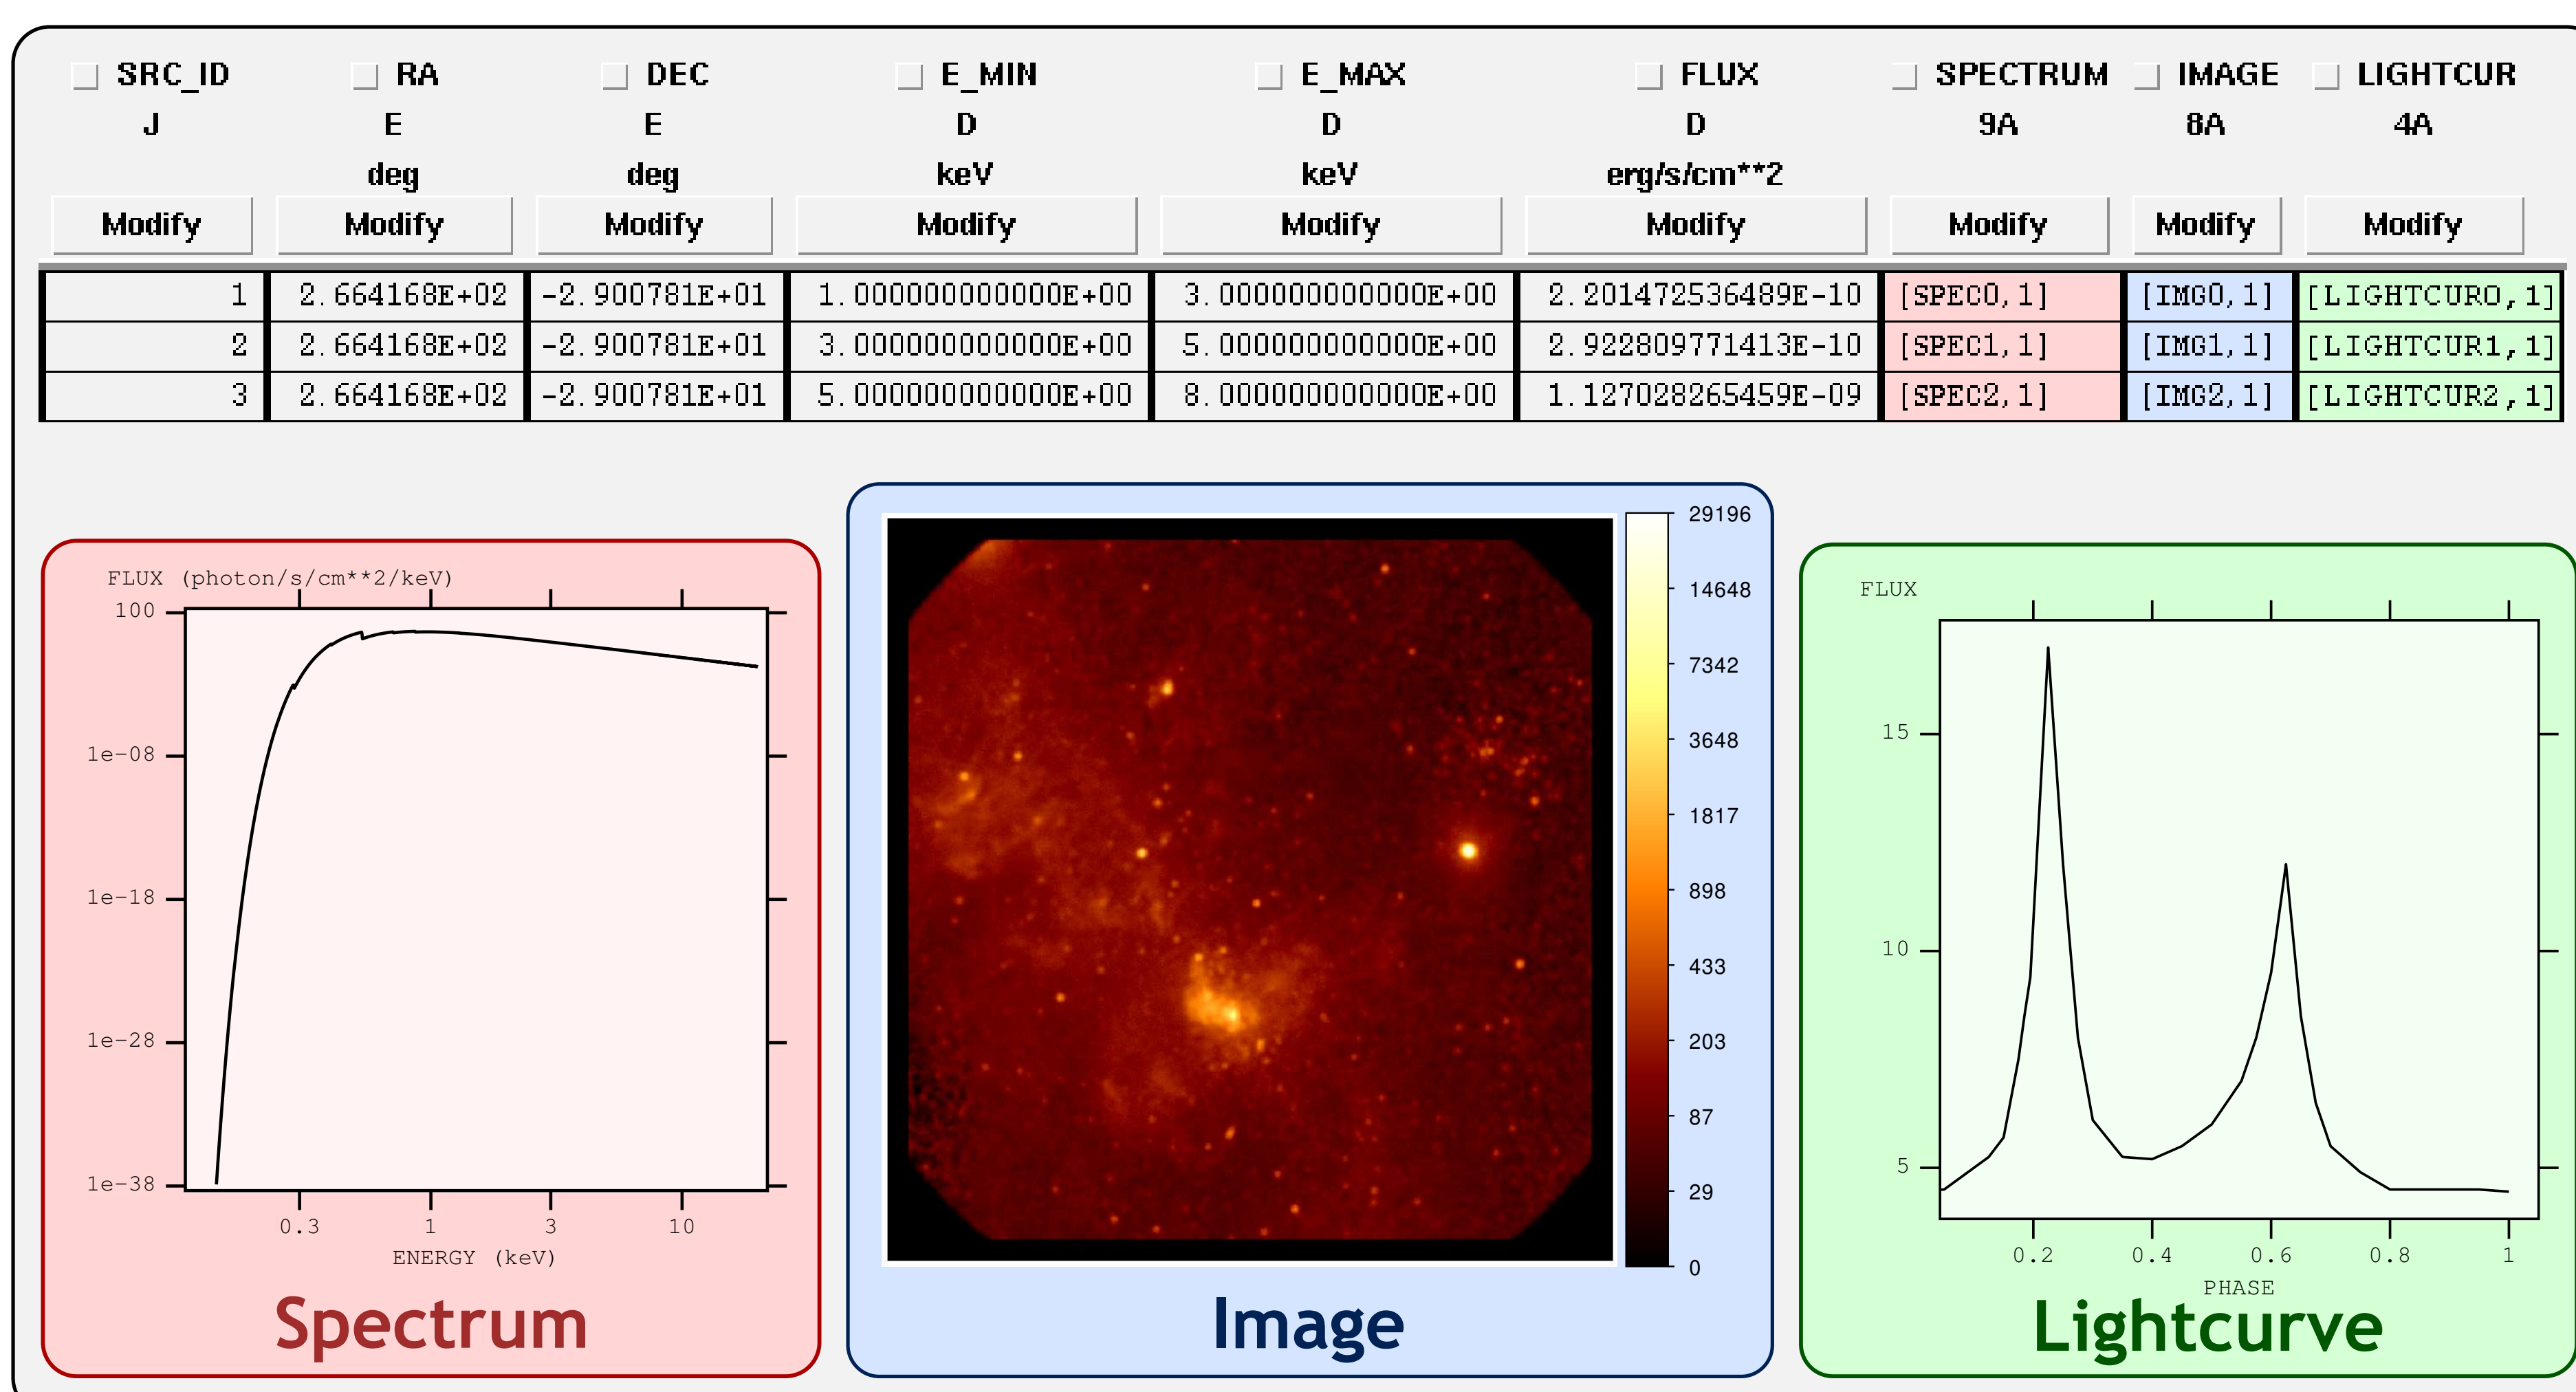 SRC_ID RA DEC E_MIN E_MAX FLUX SPECTRUM IMAGE LIGHTCUR
J E E D D D 9A 8A 4A
deg deg keV keV erg/s/cm**2
Modify Modify Modify Modify Modify Modify Modify Modify Modify
1 2.664168E+02 -2.900781E+01 1.000000000000E+00 3.000000000000E+00 2.201472536489E-10 [SPEC0,1] [IMG0,1] [LIGHTCUR0,1]
2 2.664168E+02 -2.900781E+01 3.000000000000E+00 5.000000000000E+00 2.922809771413E-10 [SPEC1,1] [IMG1,1] [LIGHTCUR1,1]
3 2.664168E+02 -2.900781E+01 5.000000000000E+00 8.000000000000E+00 1.127028265459E-09 [SPEC2,1] [IMG2,1] [LIGHTCUR2,1]
FLUX (photon/s/cm**2/keV)
100
1e-08
1e-18
1e-28
1e-38
0.3 1 3 10
ENERGY (keV)
Spectrum
29196
14648
7342
3648
1817
898
433
203
87
29
0
Image
FLUX
15
10
5
0.2 0.4 0.6 0.8 1
PHASE
Lightcurve